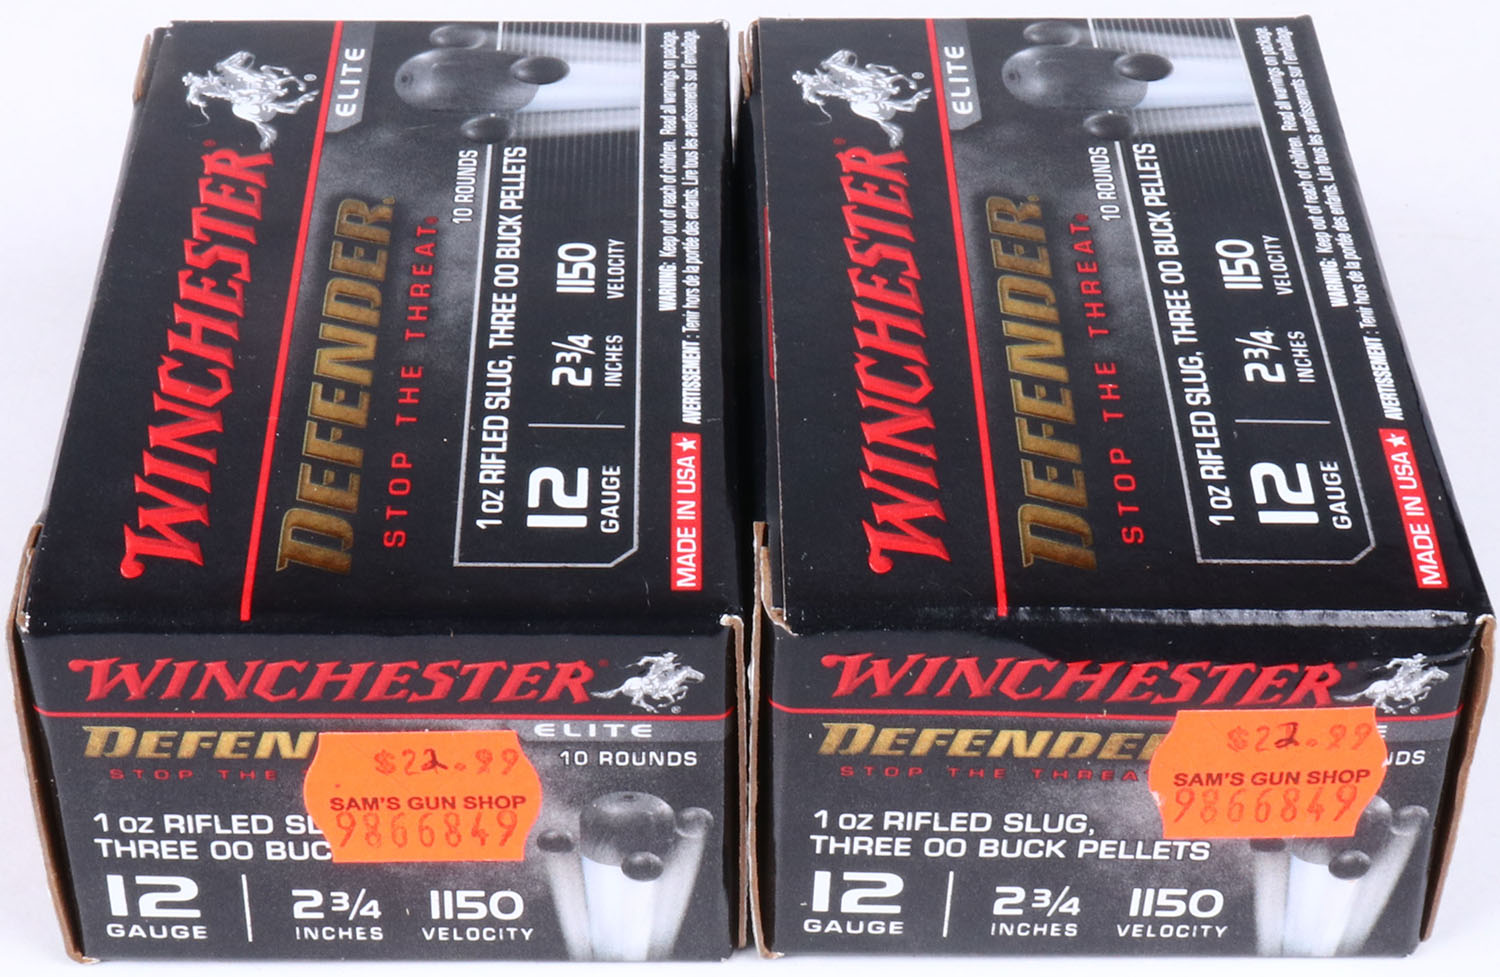 WINCHESTER®
ELITE
DEFENDER®
STOP THE THREAT®
10 ROUNDS
1 OZ RIFLED SLUG, THREE 00 BUCK PELLETS
12 GAUGE
2 3/4 INCHES
1150 VELOCITY
WARNING: Keep out of reach of children. Read all warnings on package.
AVERTISSEMENT : Tenir hors de la portée des enfants. Lire tous les avertissements sur l'emballage.
MADE IN USA
WINCHESTER®
DEFEN
ELITE
STOP THE
10 ROUNDS
$22.99
SAM'S GUN SHOP
9866849
1 OZ RIFLED SL
THREE 00 BUC
12 GAUGE
2 3/4 INCHES
1150 VELOCITY
WINCHESTER®
ELITE
DEFENDER®
STOP THE THREAT®
10 ROUNDS
1 OZ RIFLED SLUG, THREE 00 BUCK PELLETS
12 GAUGE
2 3/4 INCHES
1150 VELOCITY
WARNING: Keep out of reach of children. Read all warnings on package.
AVERTISSEMENT : Tenir hors de la portée des enfants. Lire tous les avertissements sur l'emballage.
MADE IN USA
WINCHESTER®
DEFENDE
E
STOP THE THREA
NDS
$22.99
SAM'S GUN SHOP
9866849
1 OZ RIFLED SLUG,
THREE 00 BUCK PELLETS
12 GAUGE
2 3/4 INCHES
1150 VELOCITY